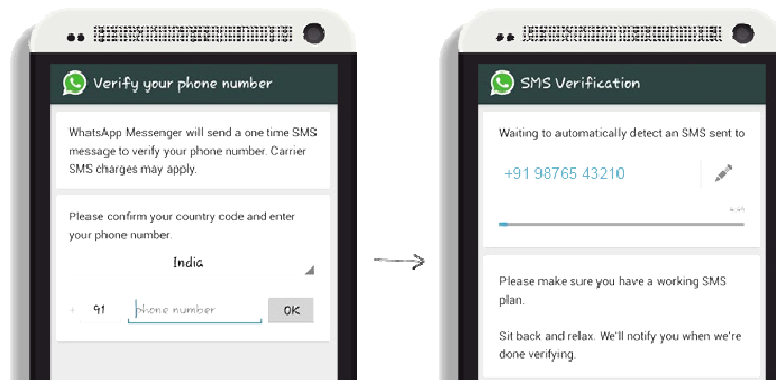 Verify your phone number
WhatsApp Messenger will send a one time SMS
message to verify your phone number. Carrier
SMS charges may apply.
Please confirm your country code and enter
your phone number.
India
+ 91 phone number OK
SMS Verification
Waiting to automatically detect an SMS sent to
+91 98765 43210
Please make sure you have a working SMS
plan.
Sit back and relax. We'll notify you when we're
done verifying.